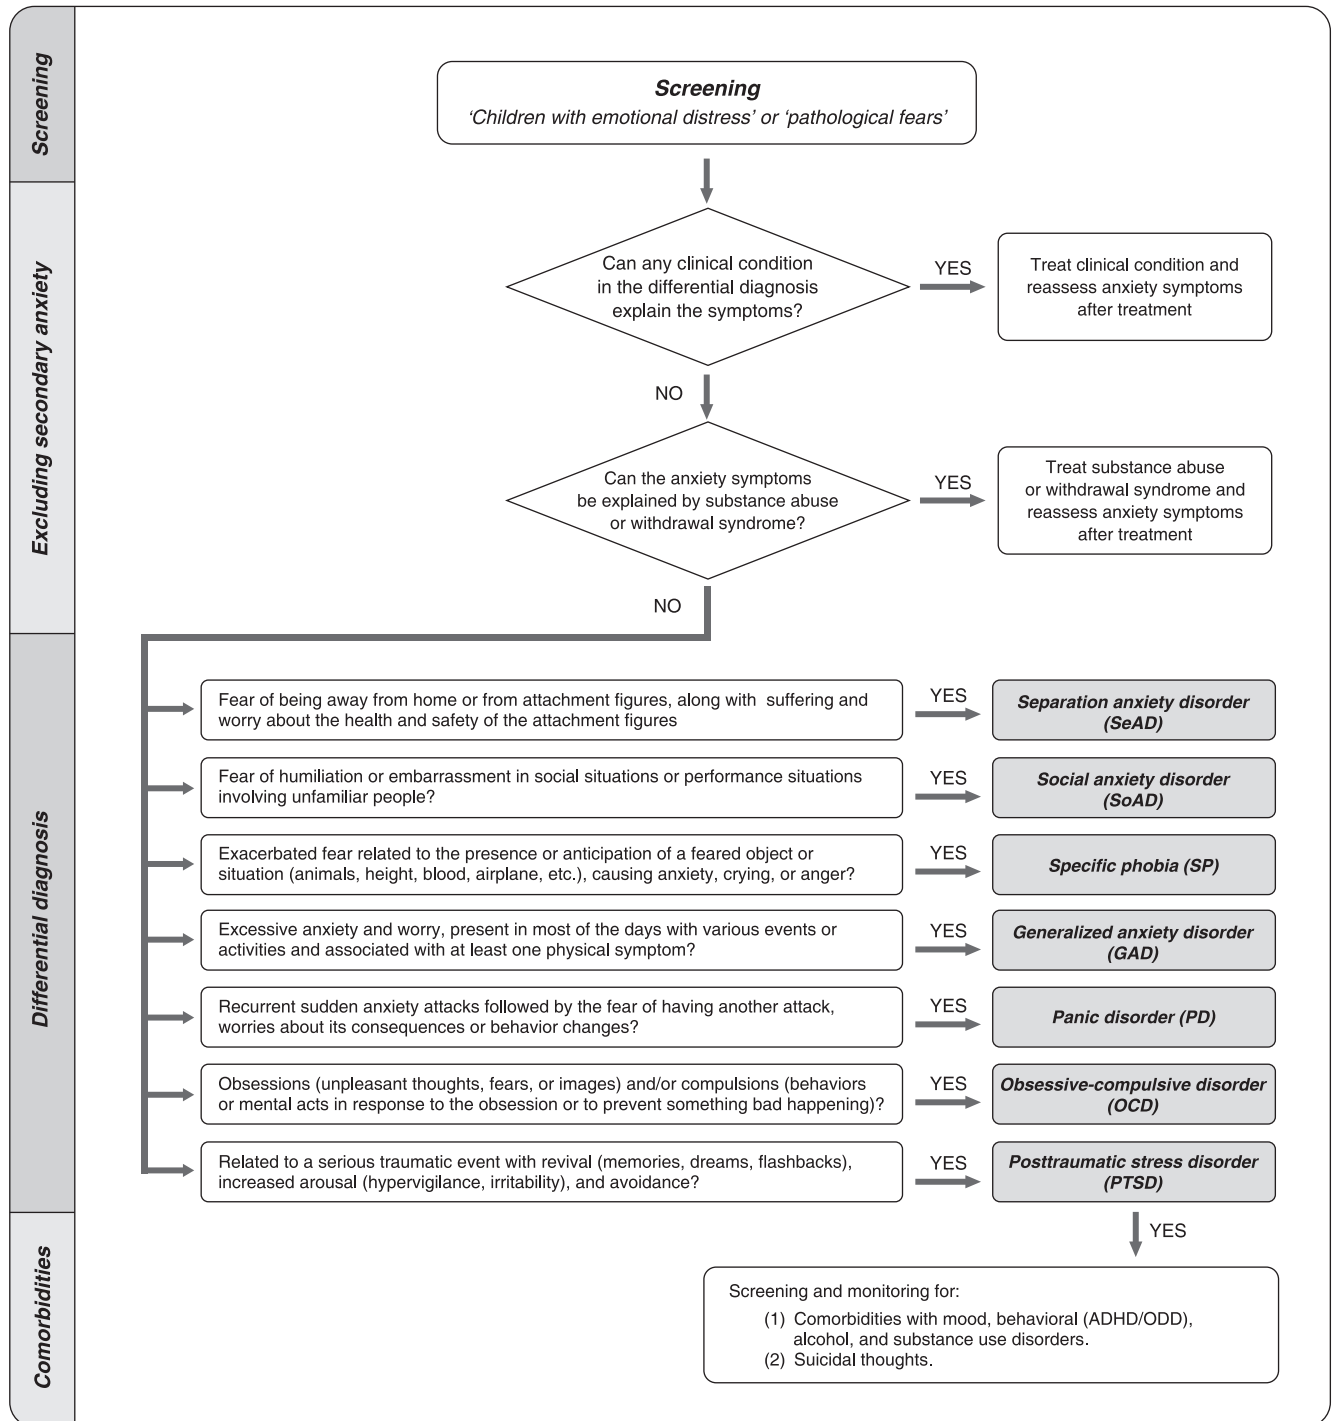 Screening
Screening
'Children with emotional distress' or 'pathological fears'
Excluding secondary anxiety
Can any clinical condition
in the differential diagnosis
explain the symptoms?
YES
Treat clinical condition and
reassess anxiety symptoms
after treatment
NO
Can the anxiety symptoms
be explained by substance abuse
or withdrawal syndrome?
YES
Treat substance abuse
or withdrawal syndrome and
reassess anxiety symptoms
after treatment
NO
Differential diagnosis
Fear of being away from home or from attachment figures, along with suffering and
worry about the health and safety of the attachment figures
YES
Separation anxiety disorder
(SeAD)
Fear of humiliation or embarrassment in social situations or performance situations
involving unfamiliar people?
YES
Social anxiety disorder
(SoAD)
Exacerbated fear related to the presence or anticipation of a feared object or
situation (animals, height, blood, airplane, etc.), causing anxiety, crying, or anger?
YES
Specific phobia (SP)
Excessive anxiety and worry, present in most of the days with various events or
activities and associated with at least one physical symptom?
YES
Generalized anxiety disorder
(GAD)
Recurrent sudden anxiety attacks followed by the fear of having another attack,
worries about its consequences or behavior changes?
YES
Panic disorder (PD)
Obsessions (unpleasant thoughts, fears, or images) and/or compulsions (behaviors
or mental acts in response to the obsession or to prevent something bad happening)?
YES
Obsessive-compulsive disorder
(OCD)
Related to a serious traumatic event with revival (memories, dreams, flashbacks),
increased arousal (hypervigilance, irritability), and avoidance?
YES
Posttraumatic stress disorder
(PTSD)
YES
Comorbidities
Screening and monitoring for:
(1) Comorbidities with mood, behavioral (ADHD/ODD),
alcohol, and substance use disorders.
(2) Suicidal thoughts.